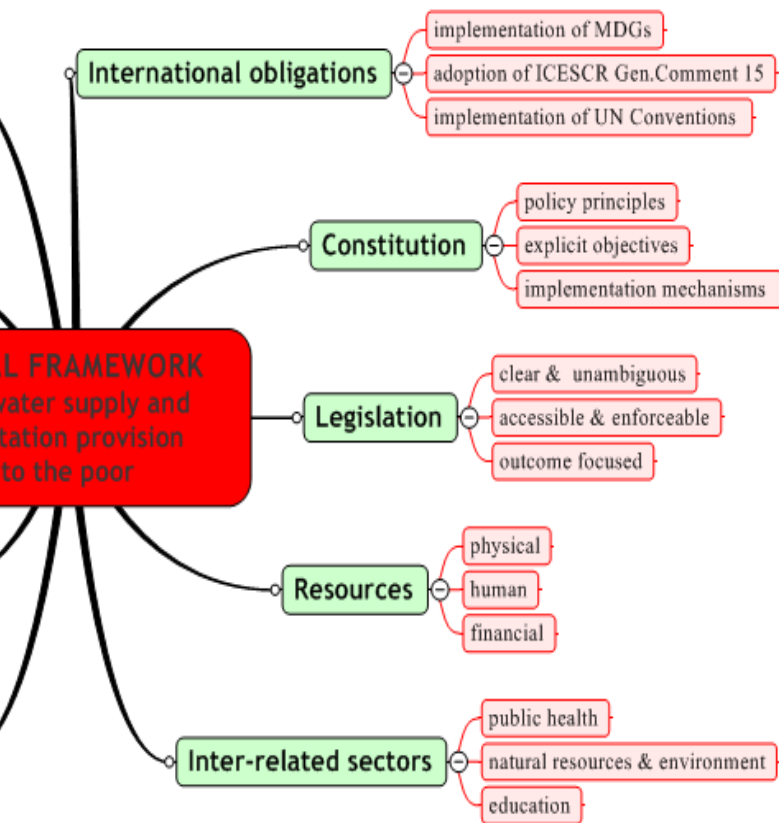 International obligations
implementation of MDGs
adoption of ICESCR Gen.Comment 15
implementation of UN Conventions
Constitution
policy principles
explicit objectives
implementation mechanisms
FRAMEWORK
water supply and
provision
to the poor
Legislation
clear & unambiguous
accessible & enforceable
outcome focused
Resources
physical
human
financial
Inter-related sectors
public health
natural resources & environment
education